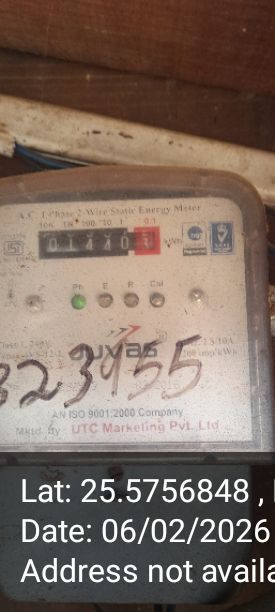 A.C. 1-Phase 2-Wire Static Energy Meter
10K 1K 100 10 1 0.1
01440 kWh
Ph E R Cal
323955
AN ISO 9001:2000 Company
Mktd. by UTC Marketing Pvt. Ltd
Lat: 25.5756848 ,
Date: 06/02/2026
Address not availa